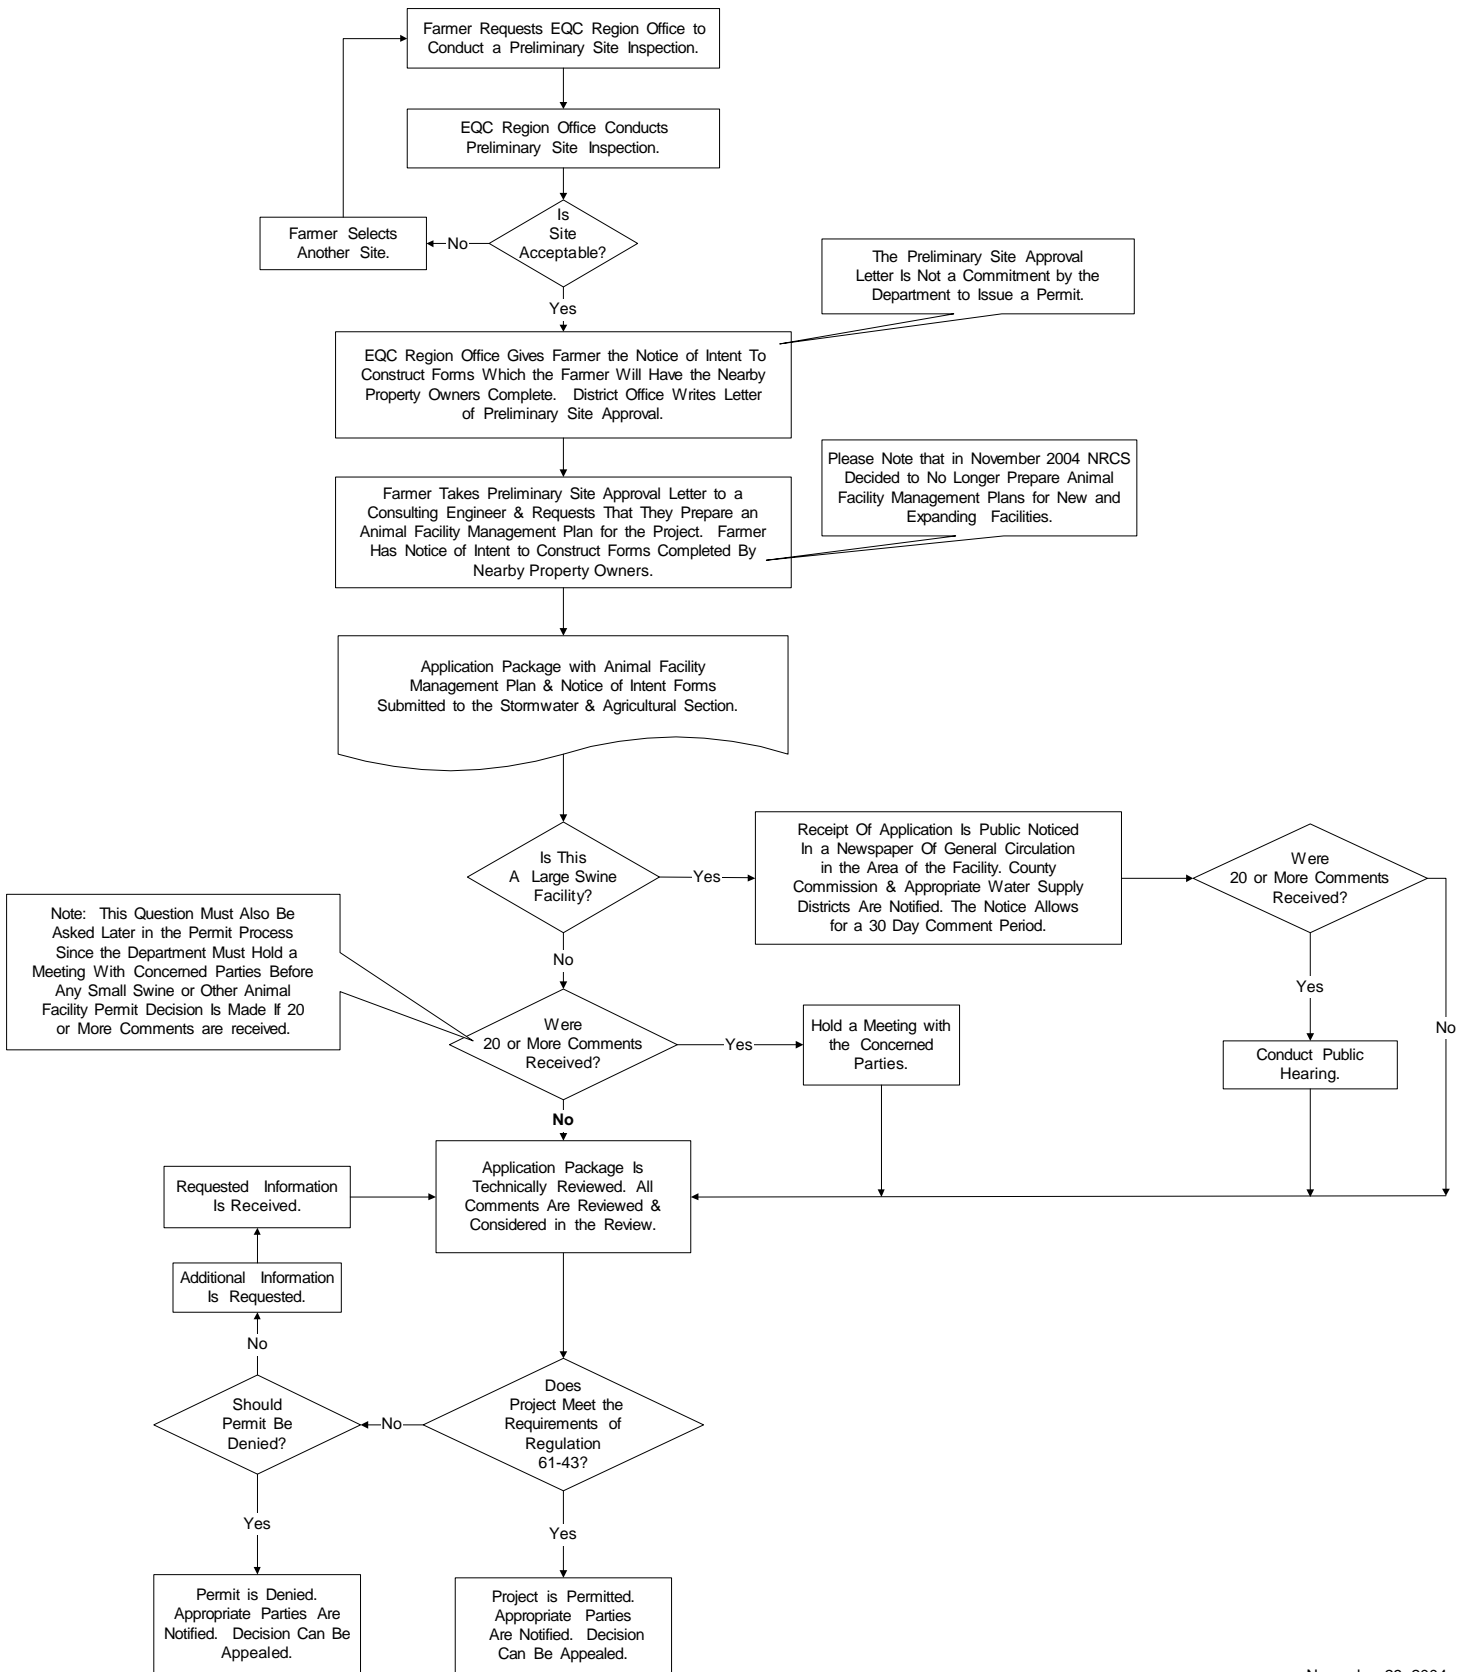 Farmer Requests EQC Region Office to
Conduct a Preliminary Site Inspection.
EQC Region Office Conducts
Preliminary Site Inspection.
Is
Site
Acceptable?
No
Farmer Selects
Another Site.
Yes
The Preliminary Site Approval
Letter Is Not a Commitment by the
Department to Issue a Permit.
EQC Region Office Gives Farmer the Notice of Intent To
Construct Forms Which the Farmer Will Have the Nearby
Property Owners Complete. District Office Writes Letter
of Preliminary Site Approval.
Please Note that in November 2004 NRCS
Decided to No Longer Prepare Animal
Facility Management Plans for New and
Expanding Facilities.
Farmer Takes Preliminary Site Approval Letter to a
Consulting Engineer & Requests That They Prepare an
Animal Facility Management Plan for the Project. Farmer
Has Notice of Intent to Construct Forms Completed By
Nearby Property Owners.
Application Package with Animal Facility
Management Plan & Notice of Intent Forms
Submitted to the Stormwater & Agricultural Section.
Is This
A Large Swine
Facility?
Yes
Receipt Of Application Is Public Noticed
In a Newspaper Of General Circulation
in the Area of the Facility. County
Commission & Appropriate Water Supply
Districts Are Notified. The Notice Allows
for a 30 Day Comment Period.
Were
20 or More Comments
Received?
No
Yes
Conduct Public
Hearing.
No
Note: This Question Must Also Be
Asked Later in the Permit Process
Since the Department Must Hold a
Meeting With Concerned Parties Before
Any Small Swine or Other Animal
Facility Permit Decision Is Made If 20
or More Comments are received.
Were
20 or More Comments
Received?
Yes
Hold a Meeting with
the Concerned
Parties.
No
Application Package Is
Technically Reviewed. All
Comments Are Reviewed &
Considered in the Review.
Requested Information
Is Received.
Additional Information
Is Requested.
No
Should
Permit Be
Denied?
No
Does
Project Meet the
Requirements of
Regulation
61-43?
Yes
Yes
Permit is Denied.
Appropriate Parties Are
Notified. Decision Can Be
Appealed.
Project is Permitted.
Appropriate Parties
Are Notified. Decision
Can Be Appealed.